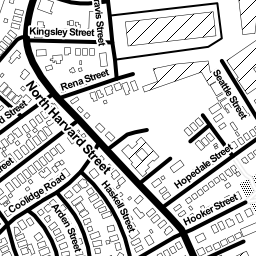 Kingsley Street
Rena Street
Seattle Street
North Harvard Street
Hopedale Street
Coolidge Road
Haskell Street
Arden Street
Hooker Street
Street